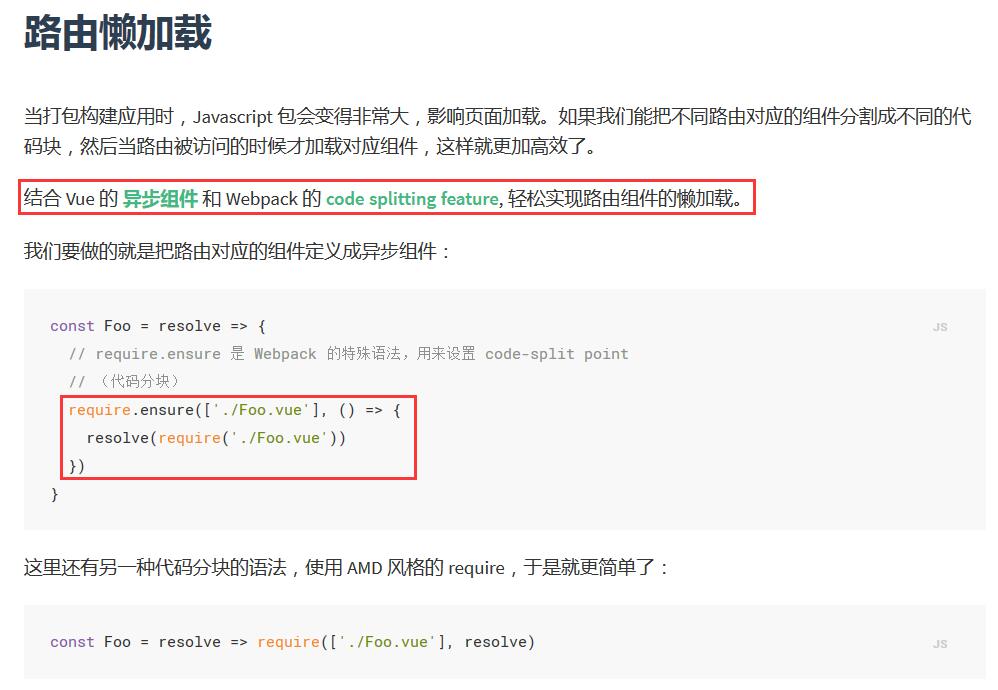 路由懒加载
当打包构建应用时，Javascript 包会变得非常大，影响页面加载。如果我们能把不同路由对应的组件分割成不同的代
码块，然后当路由被访问的时候才加载对应组件，这样就更加高效了。
结合 Vue 的 异步组件 和 Webpack 的 code splitting feature, 轻松实现路由组件的懒加载。
我们要做的就是把路由对应的组件定义成异步组件：
JS
const Foo = resolve => {
  // require.ensure 是 Webpack 的特殊语法，用来设置 code-split point
  // （代码分块）
  require.ensure(['./Foo.vue'], () => {
    resolve(require('./Foo.vue'))
  })
}
这里还有另一种代码分块的语法，使用 AMD 风格的 require，于是就更简单了：
JS
const Foo = resolve => require(['./Foo.vue'], resolve)